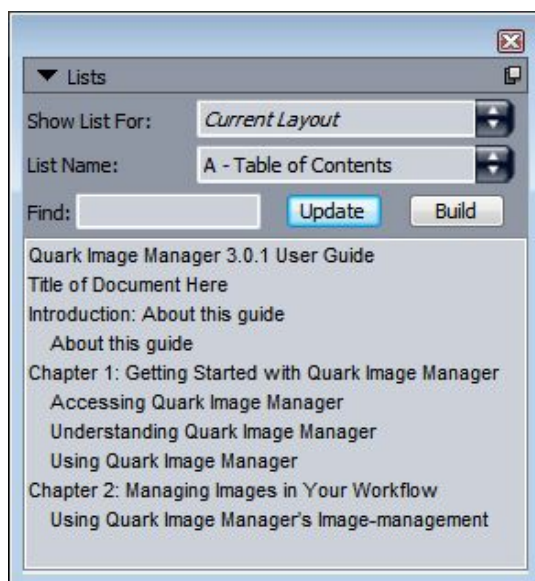 Lists
Show List For: Current Layout
List Name: A - Table of Contents
Find: Update Build
Quark Image Manager 3.0.1 User Guide
Title of Document Here
Introduction: About this guide
About this guide
Chapter 1: Getting Started with Quark Image Manager
Accessing Quark Image Manager
Understanding Quark Image Manager
Using Quark Image Manager
Chapter 2: Managing Images in Your Workflow
Using Quark Image Manager's Image-management